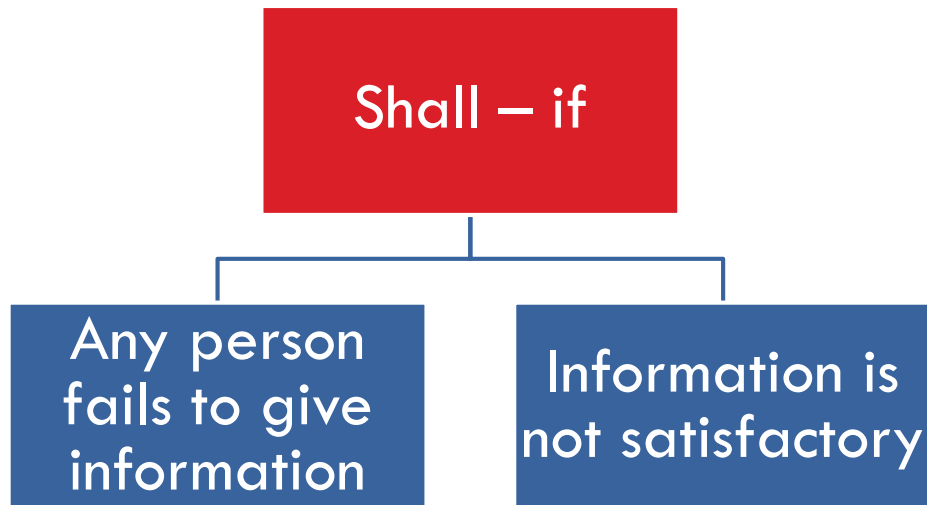 Shall – if
Any person
fails to give
information
Information is
not satisfactory